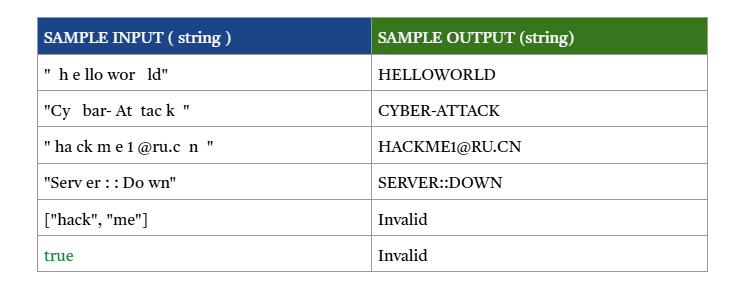 SAMPLE INPUT ( string ) SAMPLE OUTPUT (string)
"  h e llo wor   ld" HELLOWORLD
"Cy   bar- At  tac k  " CYBER-ATTACK
" ha ck m e 1 @ru.c  n  " HACKME1@RU.CN
"Serv er : : Do wn" SERVER::DOWN
["hack", "me"] Invalid
true Invalid